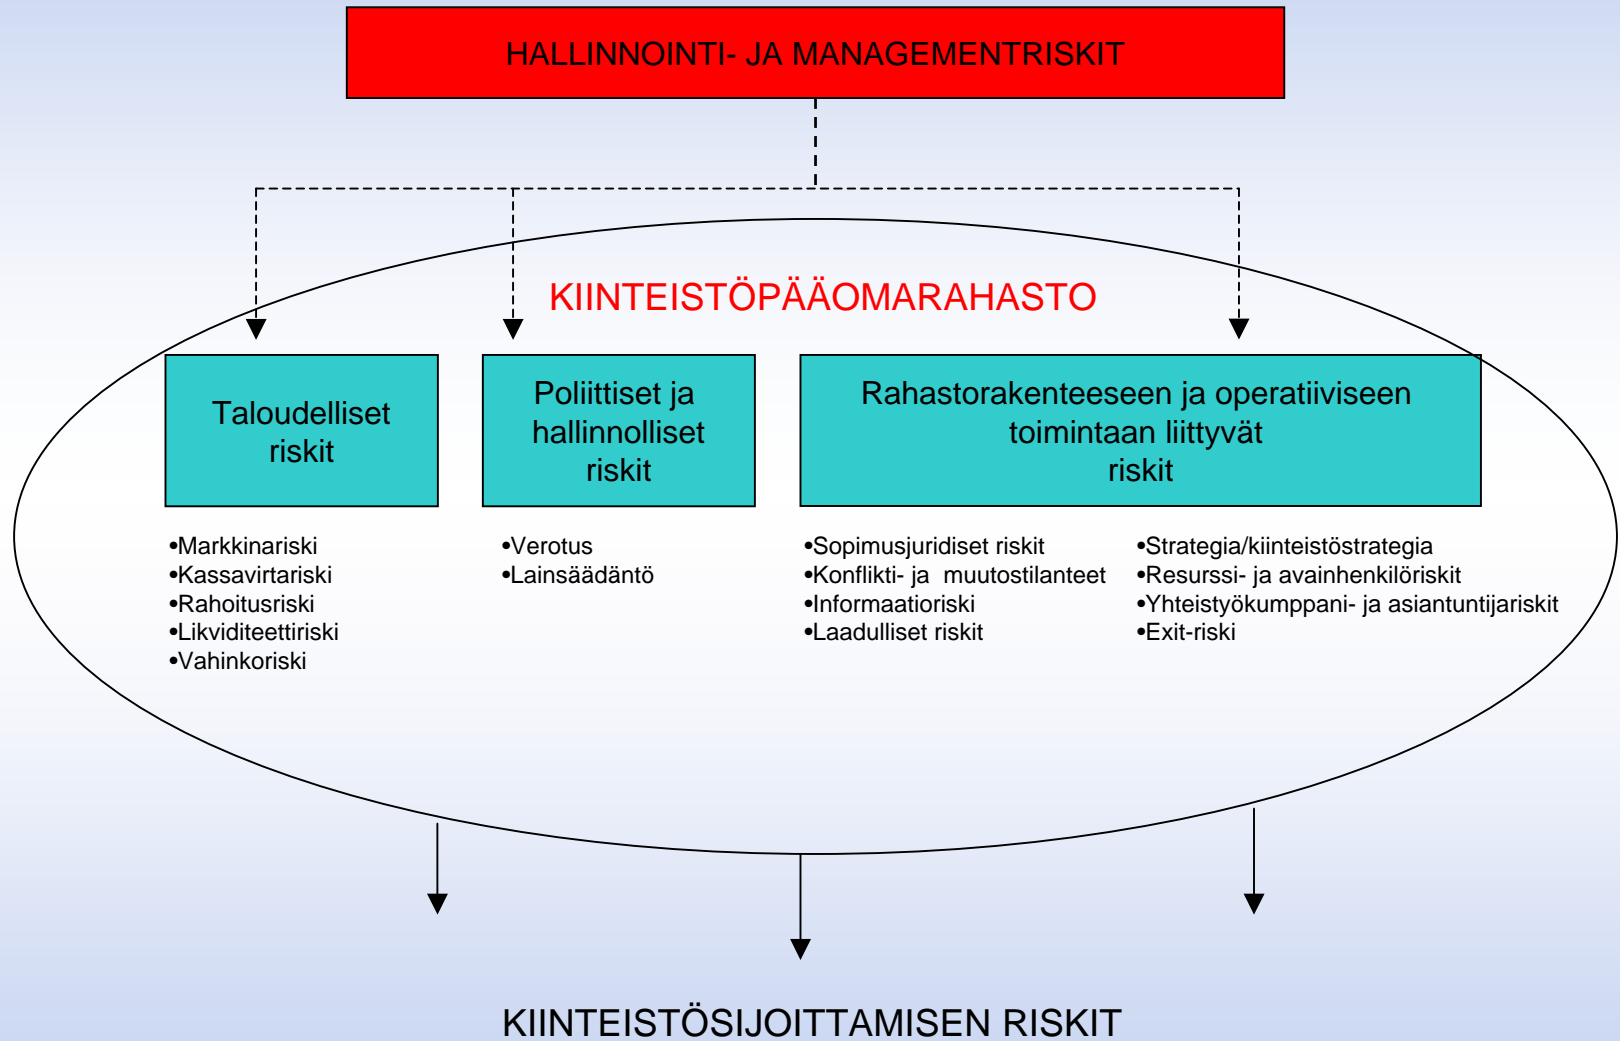 HALLINNOINTI- JA MANAGEMENTRISKIT
KIINTEISTÖPÄÄOMARAHASTO
Taloudelliset
riskit
Poliittiset ja
hallinnolliset
riskit
Rahastorakenteeseen ja operatiiviseen
toimintaan liittyvät
riskit
•Markkinariski
•Kassavirtariski
•Rahoitusriski
•Likviditeettiriski
•Vahinkoriski
•Verotus
•Lainsäädäntö
•Sopimusjuridiset riskit
•Konflikti- ja muutostilanteet
•Informaatioriski
•Laadulliset riskit
•Strategia/kiinteistöstrategia
•Resurssi- ja avainhenkilöriskit
•Yhteistyökumppani- ja asiantuntijariskit
•Exit-riski
KIINTEISTÖSIJOITTAMISEN RISKIT